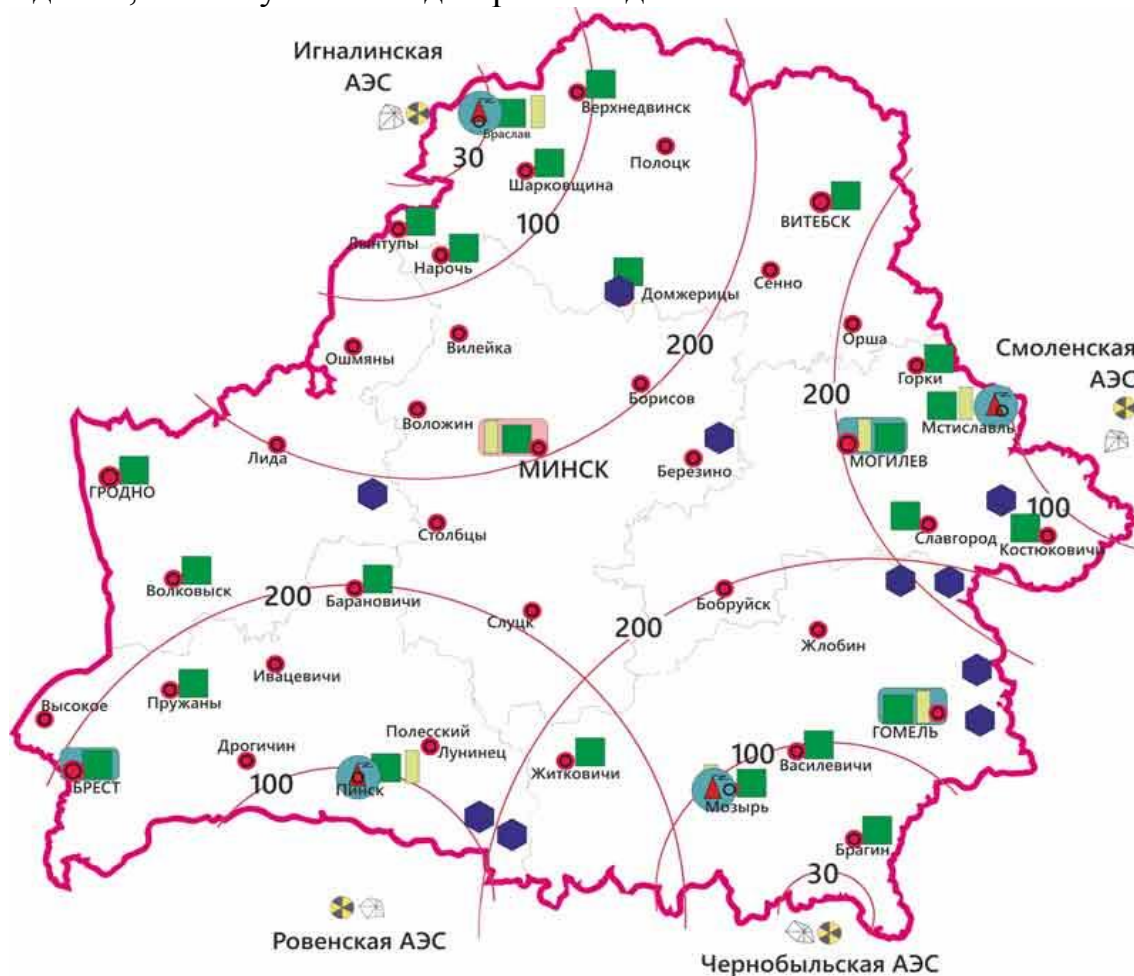 Игналинская
АЭС
Верхнедвинск
Браслав
30
Полоцк
Шарковщина
ВИТЕБСК
100
Лынтупы
Нарочь
Сенно
Домжерицы
Орша
Вилейка
Ошмяны
200
Смоленская
АЭС
Горки
200
Борисов
Воложин
Мстиславль
Лида
МИНСК
Березино
МОГИЛЕВ
ГРОДНО
100
Столбцы
Славгород
Костюковичи
Волковыск
200
Барановичи
Бобруйск
Слуцк
200
Жлобин
Ивацевичи
Высокое
Пружаны
ГОМЕЛЬ
Полесский
Дрогичин
Лунинец
100
Василевичи
Житковичи
БРЕСТ
100
Пинск
Мозырь
Брагин
30
Ровенская АЭС
Чернобыльская АЭС